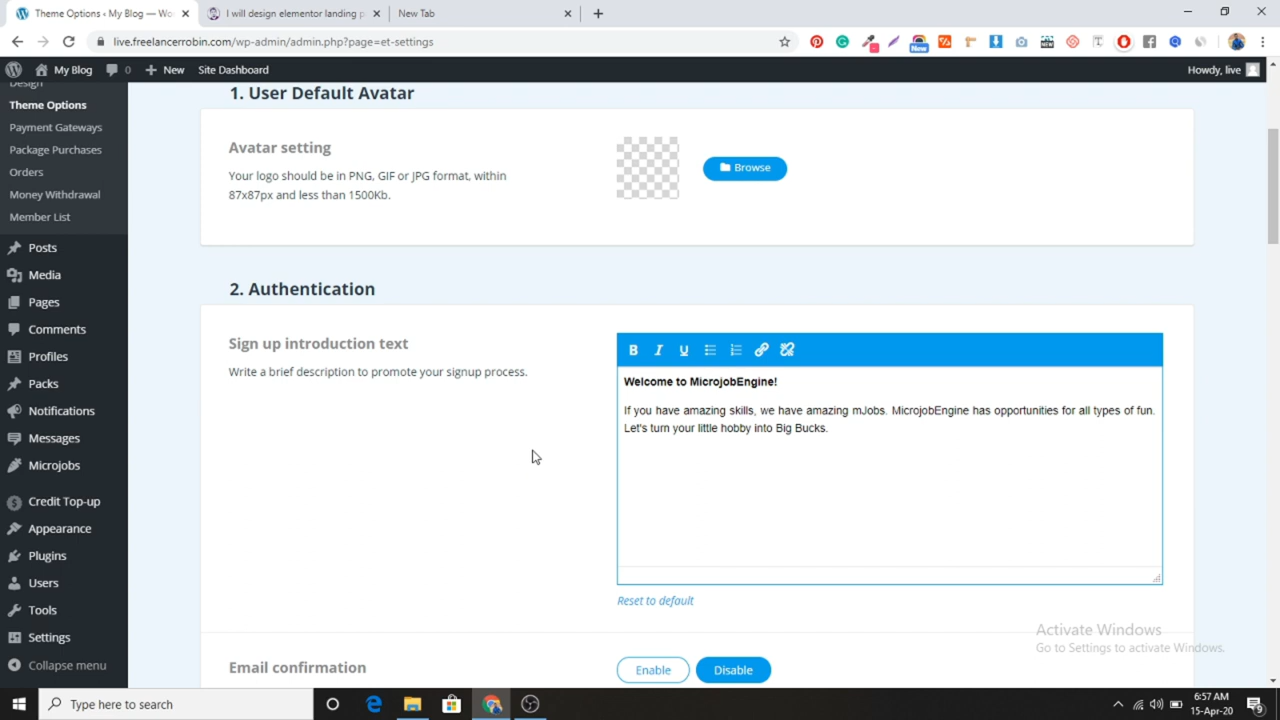 Theme Options ‹ My Blog — Wo
I will design elementor landing p
New Tab
live.freelancerrobin.com/wp-admin/admin.php?page=et-settings
New
NEW
My Blog
0
New
Site Dashboard
Howdy, live
Design
Theme Options
Payment Gateways
Package Purchases
Orders
Money Withdrawal
Member List
Posts
Media
Pages
Comments
Profiles
Packs
Notifications
Messages
Microjobs
Credit Top-up
Appearance
Plugins
Users
Tools
Settings
Collapse menu
1. User Default Avatar
Avatar setting
Your logo should be in PNG, GIF or JPG format, within
87x87px and less than 1500Kb.
Browse
2. Authentication
Sign up introduction text
Write a brief description to promote your signup process.
B I U
Welcome to MicrojobEngine!
If you have amazing skills, we have amazing mJobs. MicrojobEngine has opportunities for all types of fun.
Let's turn your little hobby into Big Bucks.
Reset to default
Email confirmation
Enable
Disable
Activate Windows
Go to Settings to activate Windows.
Type here to search
6:57 AM
15-Apr-20
9